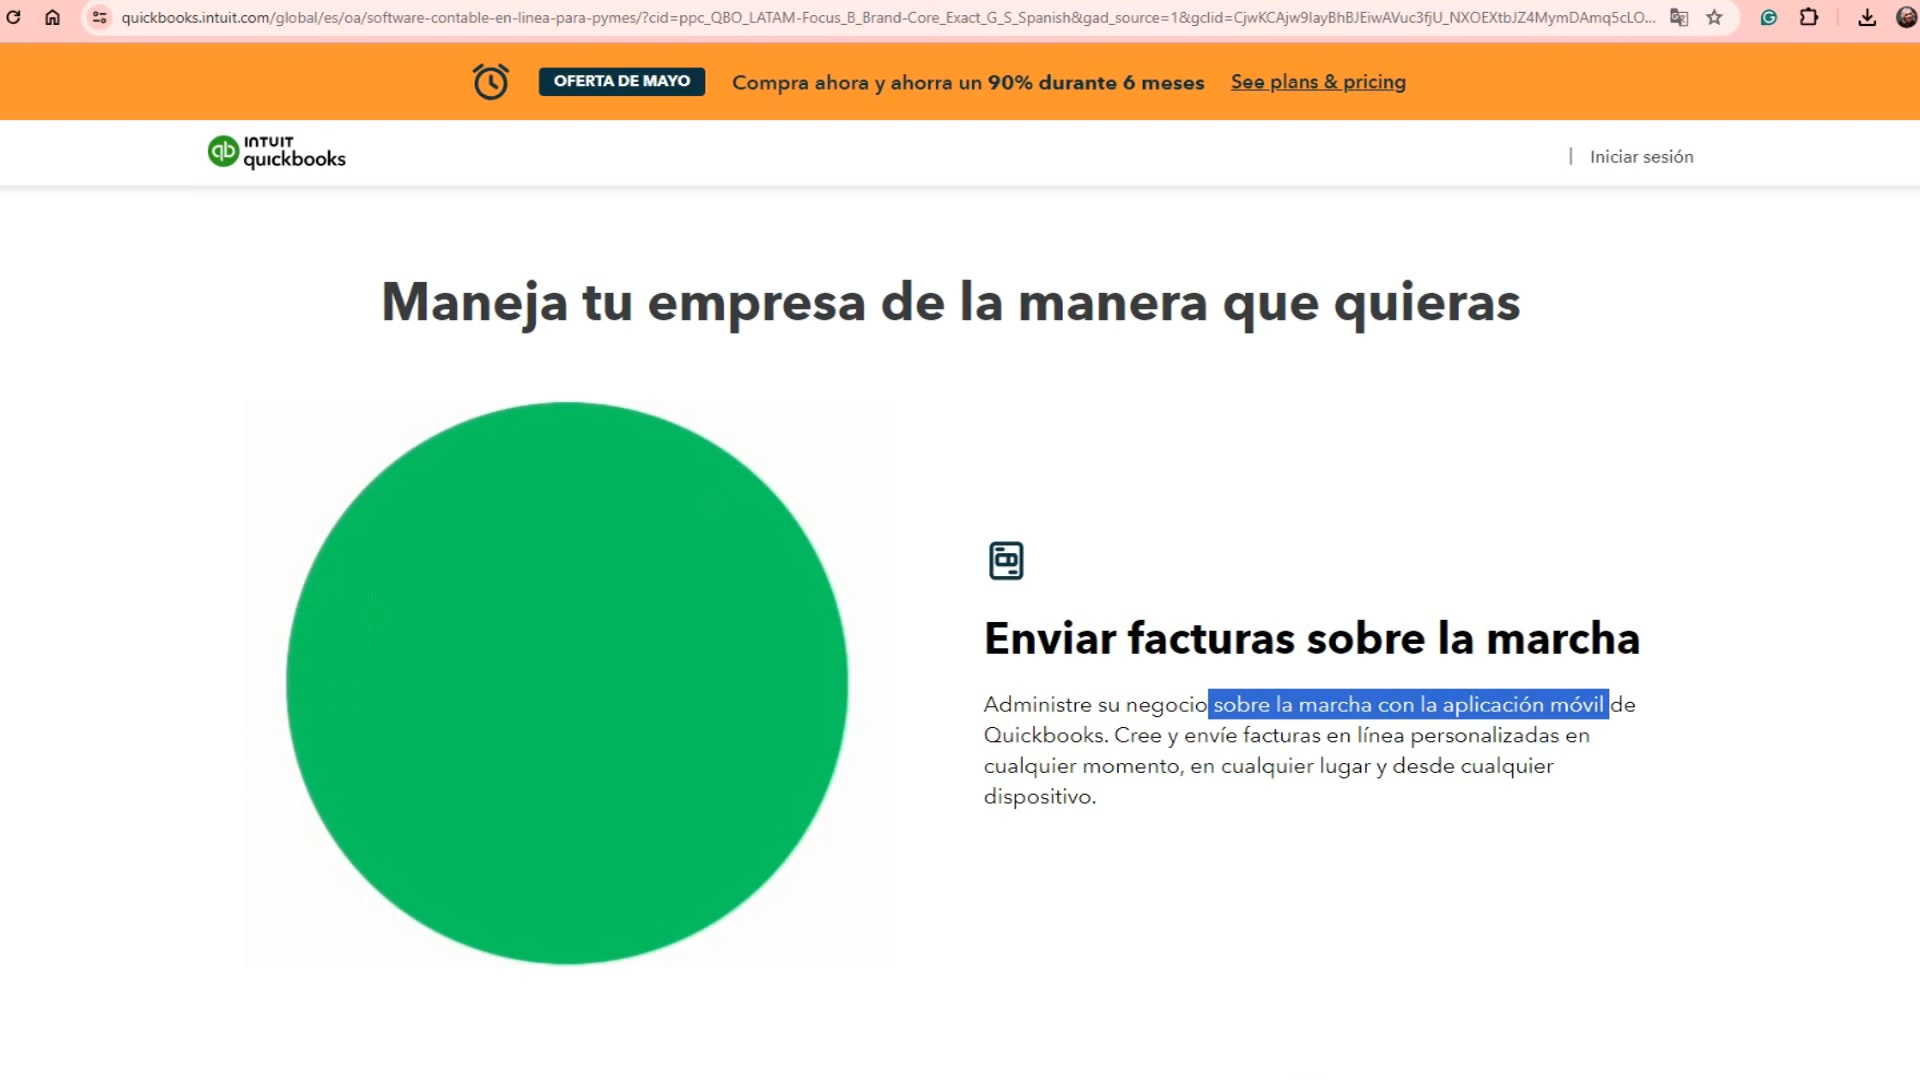 quickbooks.intuit.com/global/es/oa/software-contable-en-linea-para-pymes/?cid=ppc_QBO_LATAM-Focus_B_Brand-Core_Exact_G_S_Spanish&gad_source=1&gclid=CjwKCAjw9IayBhBJEiwAVuc3fjU_NXOEXtbJZ4MymDAmq5cLO...
OFERTA DE MAYO Compra ahora y ahorra un 90% durante 6 meses See plans & pricing
qb INTUIT quickbooks
| Iniciar sesión
Maneja tu empresa de la manera que quieras
Enviar facturas sobre la marcha
Administre su negocio sobre la marcha con la aplicación móvil de
Quickbooks. Cree y envíe facturas en línea personalizadas en
cualquier momento, en cualquier lugar y desde cualquier
dispositivo.